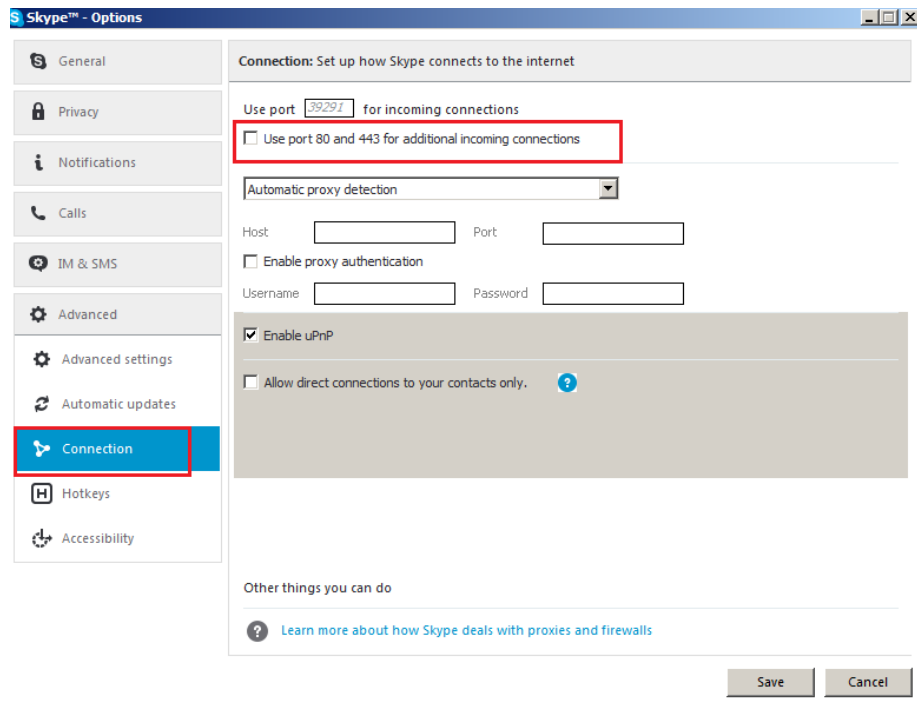 Skype™ - Options
General
Privacy
Notifications
Calls
IM & SMS
Advanced
Advanced settings
Automatic updates
Connection
Hotkeys
Accessibility
Connection: Set up how Skype connects to the internet
Use port 39291 for incoming connections
Use port 80 and 443 for additional incoming connections
Automatic proxy detection
Host Port
Enable proxy authentication
Username Password
Enable uPnP
Allow direct connections to your contacts only. ?
Other things you can do
? Learn more about how Skype deals with proxies and firewalls
Save Cancel